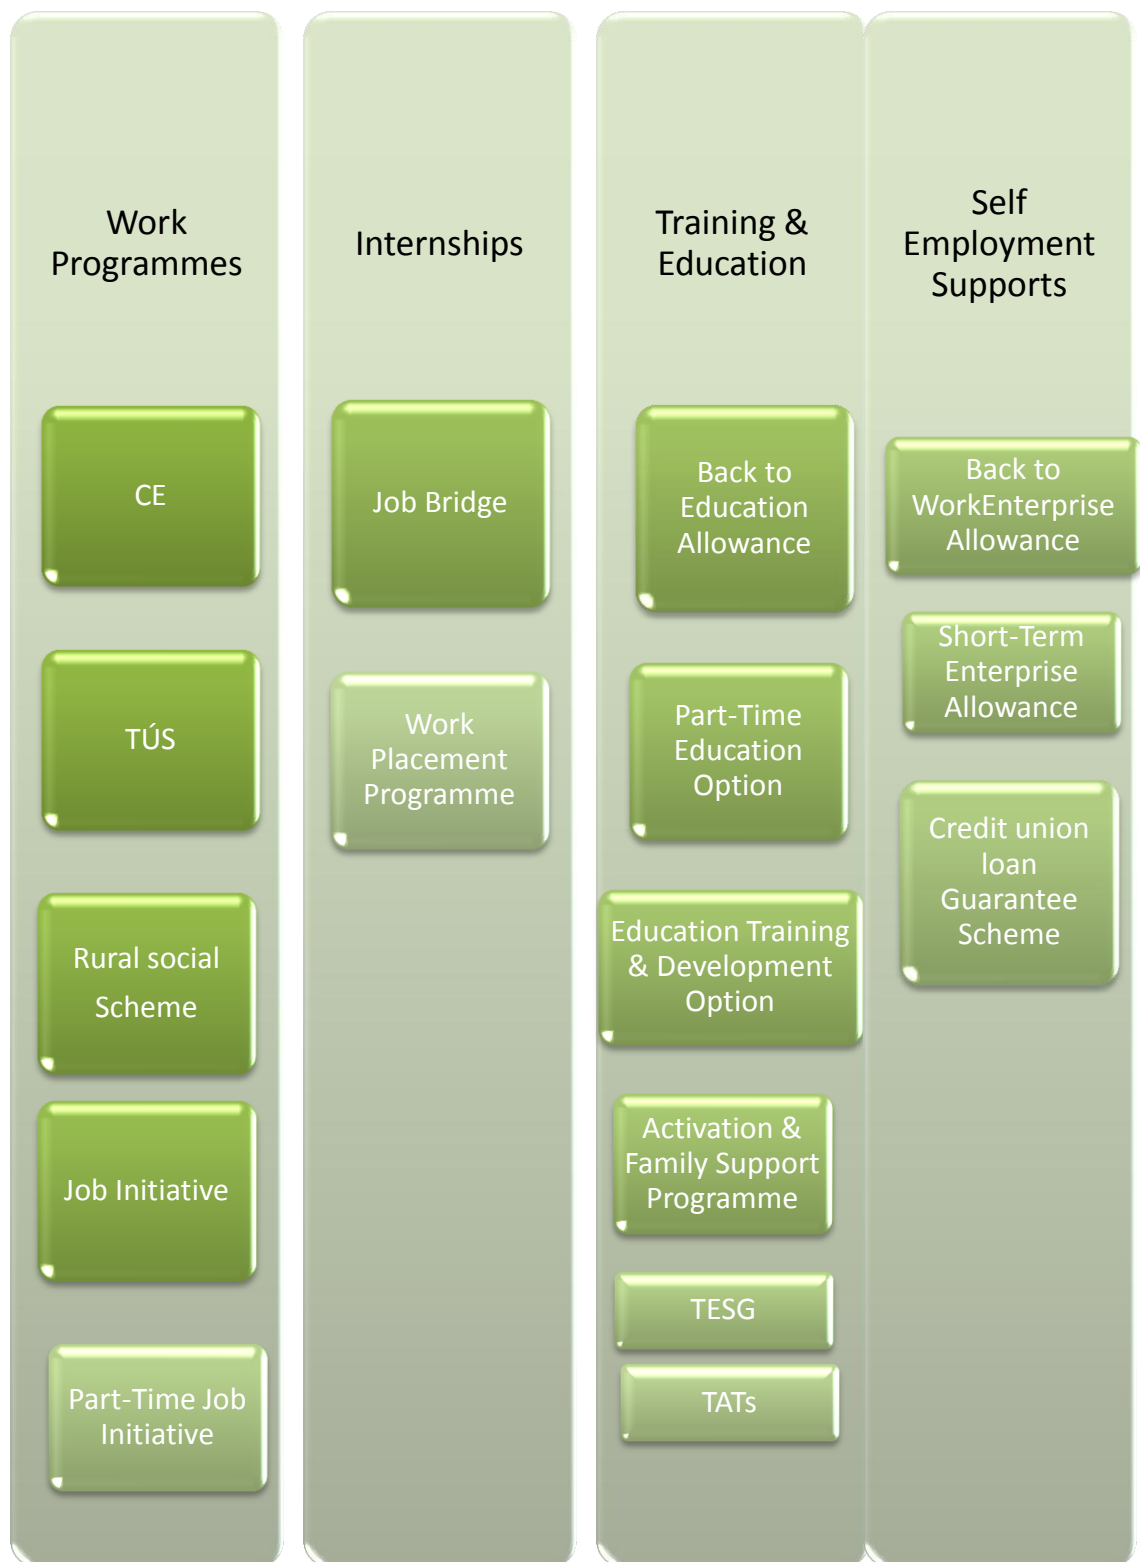 Work
Programmes
CE
TÚS
Rural social
Scheme
Job Initiative
Part-Time Job
Initiative
Internships
Job Bridge
Work
Placement
Programme
Training &
Education
Back to
Education
Allowance
Part-Time
Education
Option
Education Training
& Development
Option
Activation &
Family Support
Programme
TESG
TATs
Self
Employment
Supports
Back to
WorkEnterprise
Allowance
Short-Term
Enterprise
Allowance
Credit union
loan
Guarantee
Scheme